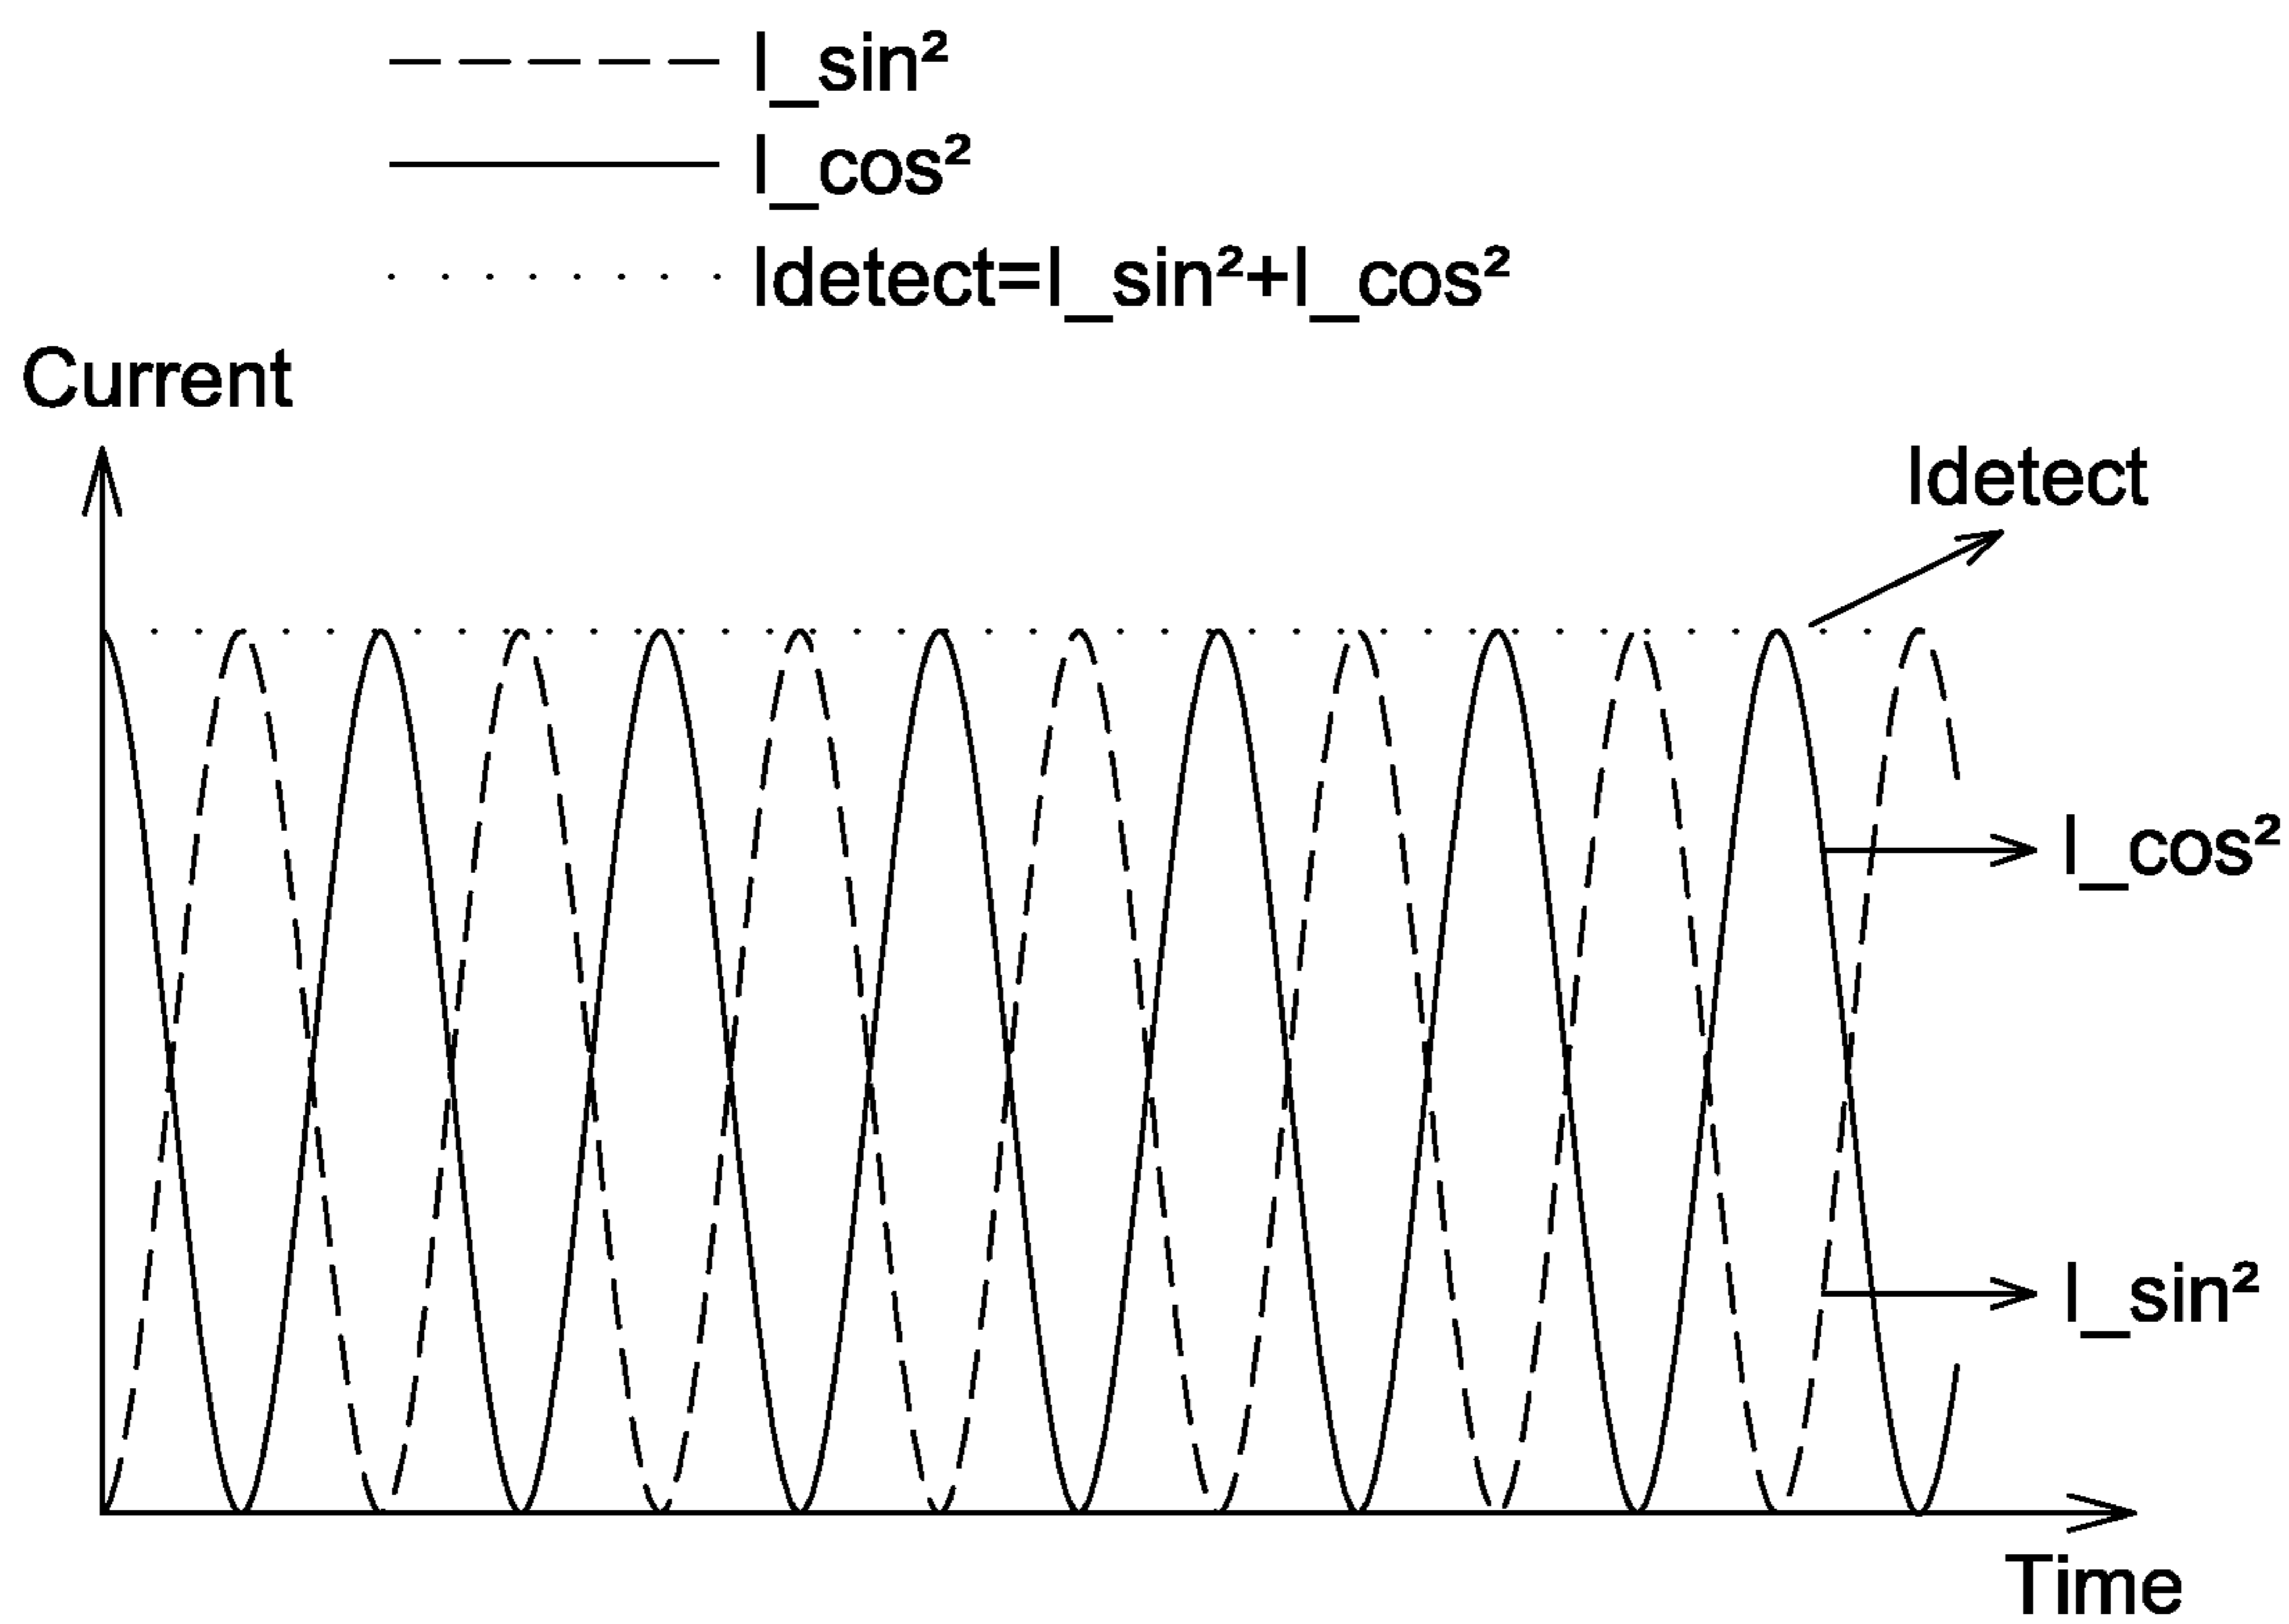 I_sin²
I_cos²
Idetect=I_sin²+I_cos²
Current
Idetect
I_cos²
I_sin²
Time